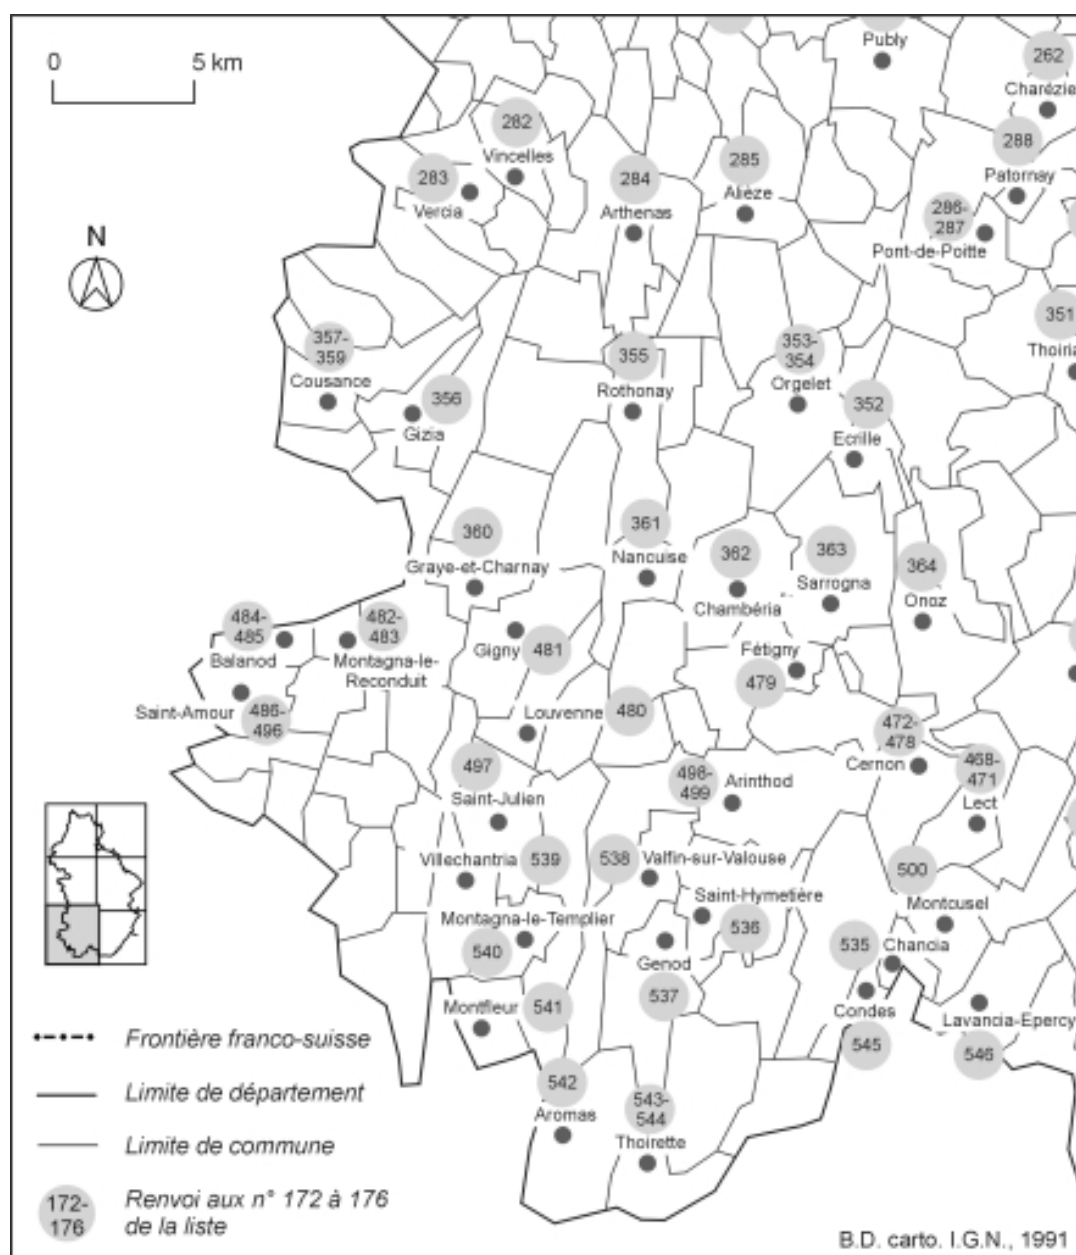 0 5 km
Publy
262
Charézie
282
Vincelles
288
Patornay
283
Vercia
284
Arthenas
285
Alièze
286-
287
Pont-de-Poitte
N
351
Thoiria
357-
359
Cousance
356
Gizia
355
Rothonay
353-
354
Orgelet
352
Ecrille
360
Graye-et-Charnay
361
Nancuise
362
Chambéria
363
Sarrogna
364
Onoz
484-
485
Balanod
482-
483
Montagna-le-
Reconduit
Gigny
481
Fétigny
479
Saint-Amour
486-
496
Louvenne
480
472-
478
Cernon
468-
471
Lect
497
Saint-Julien
498-
499
Arinthod
Villechantria
539
538
Valfin-sur-Valouse
500
Montcusel
Saint-Hymetière
536
Montagna-le-Templier
540
Genod
537
535
Chancia
Montfleur
541
Condes
545
Lavancia-Epercy
546
542
Aromas
543-
544
Thoirette
Frontière franco-suisse
Limite de département
Limite de commune
172-
176
Renvoi aux n° 172 à 176
de la liste
B.D. carto. I.G.N., 1991